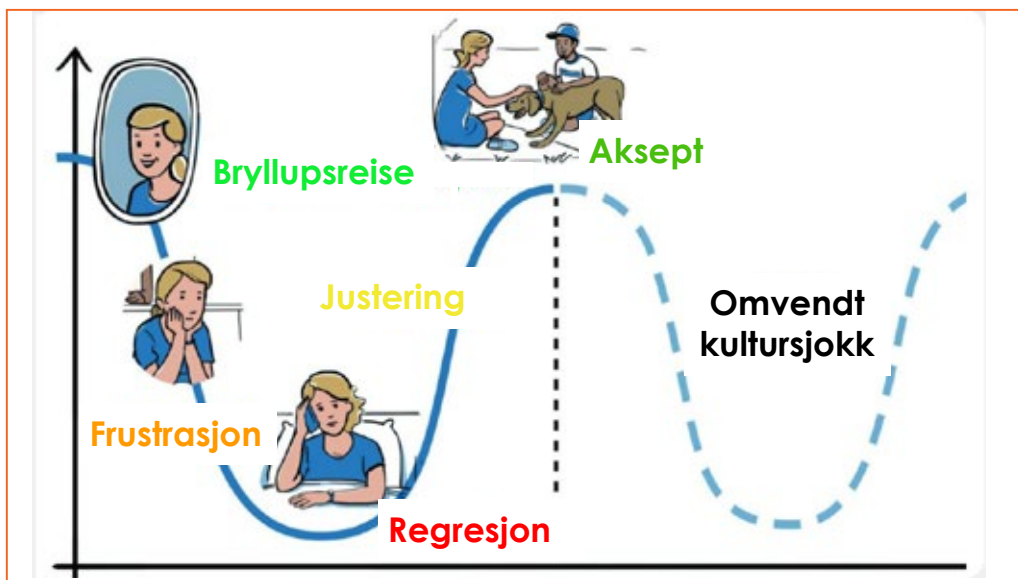 Aksept
Bryllupsreise
Justering
Omvendt
kultursjokk
Frustrasjon
Regresjon